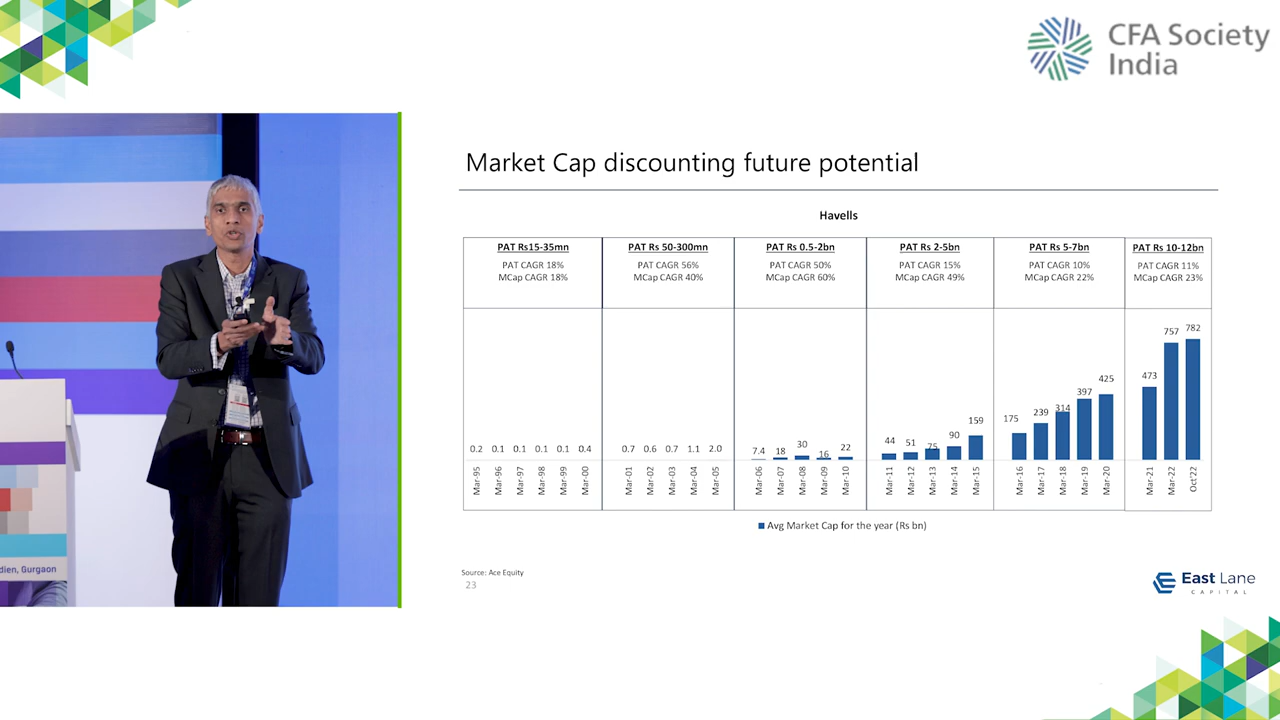 CFA Society
India
Market Cap discounting future potential
Havells
PAT Rs15-35mn
PAT CAGR 18%
MCap CAGR 18%
PAT Rs 50-300mn
PAT CAGR 56%
MCap CAGR 40%
PAT Rs 0.5-2bn
PAT CAGR 50%
MCap CAGR 60%
PAT Rs 2-5bn
PAT CAGR 15%
MCap CAGR 49%
PAT Rs 5-7bn
PAT CAGR 10%
MCap CAGR 22%
PAT Rs 10-12bn
PAT CAGR 11%
MCap CAGR 23%
0.2 0.1 0.1 0.1 0.1 0.4
0.7 0.6 0.7 1.1 2.0
7.4 18 30 16 22
44 51 75 90 159
175 239 314 397 425
473 757 782
Mar-95 Mar-96 Mar-97 Mar-98 Mar-99 Mar-00
Mar-01 Mar-02 Mar-03 Mar-04 Mar-05
Mar-06 Mar-07 Mar-08 Mar-09 Mar-10
Mar-11 Mar-12 Mar-13 Mar-14 Mar-15
Mar-16 Mar-17 Mar-18 Mar-19 Mar-20
Mar-21 Mar-22 Oct'22
Avg Market Cap for the year (Rs bn)
Source: Ace Equity
23
East Lane
CAPITAL
dien, Gurgaon